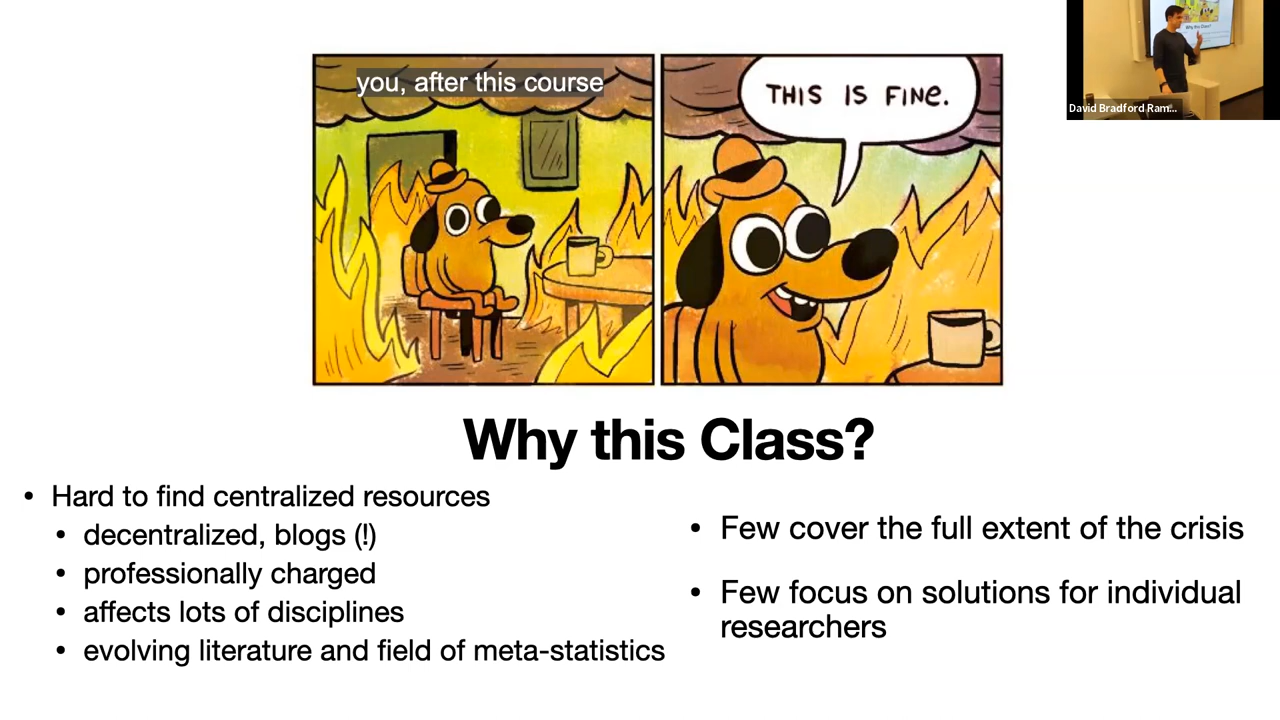 you, after this course
THIS IS FINE.
David Bradford Ram...
Why this Class?
• Hard to find centralized resources
• decentralized, blogs (!)
• professionally charged
• affects lots of disciplines
• evolving literature and field of meta-statistics
• Few cover the full extent of the crisis
• Few focus on solutions for individual
researchers